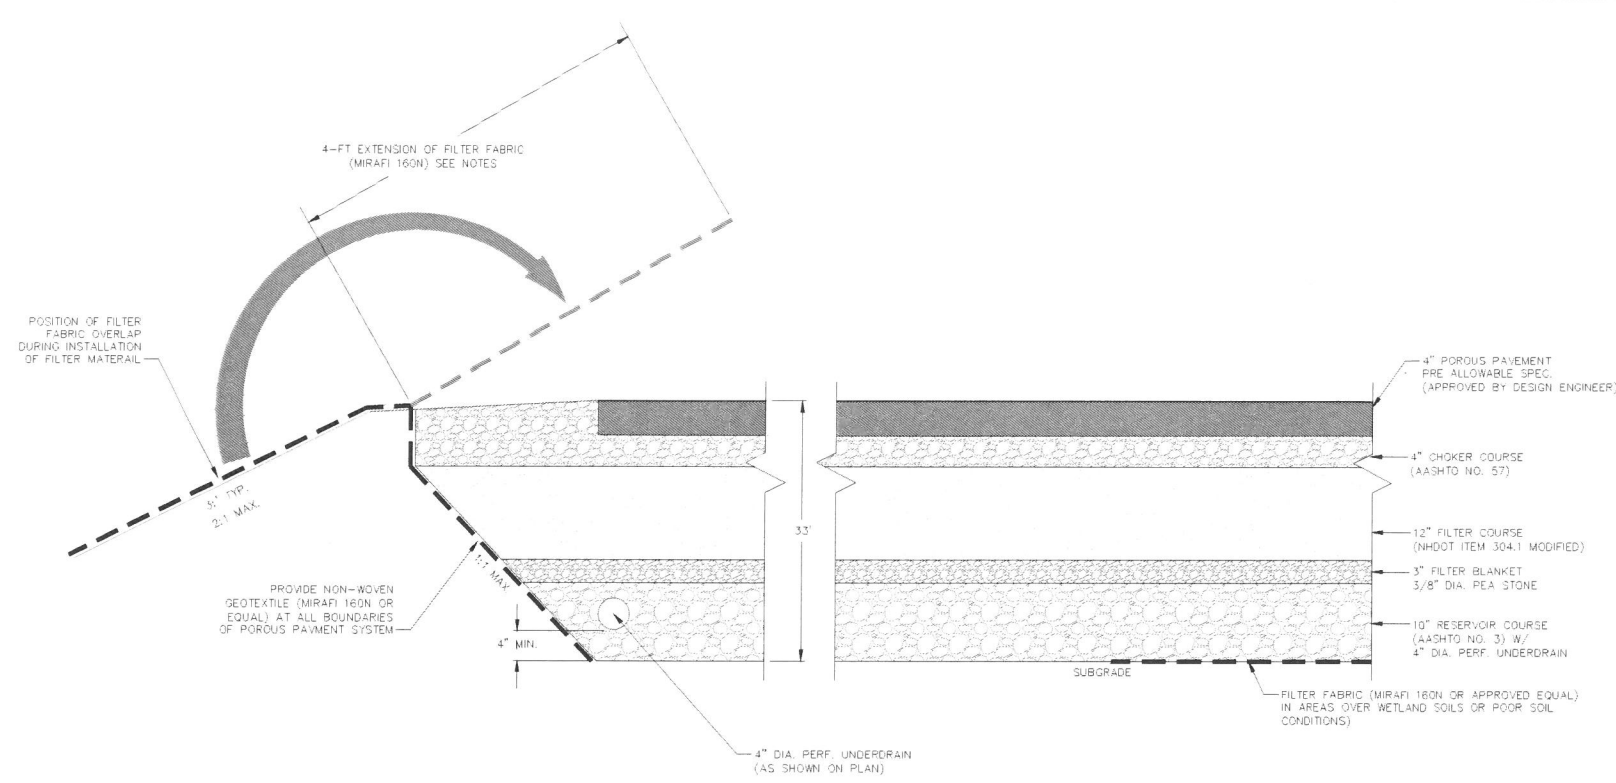 4-FT EXTENSION OF FILTER FABRIC
(MIRAFI 160N) SEE NOTES
POSITION OF FILTER
FABRIC OVERLAP
DURING INSTALLATION
OF FILTER MATERAIL
3:1 TYP.
2:1 MAX.
PROVIDE NON-WOVEN
GEOTEXTILE (MIRAFI 160N OR
EQUAL) AT ALL BOUNDARIES
OF POROUS PAVMENT SYSTEM
1:1 MAX.
4" MIN.
33"
4" POROUS PAVEMENT
PRE ALLOWABLE SPEC.
(APPROVED BY DESIGN ENGINEER)
4" CHOKER COURSE
(AASHTO NO. 57)
12" FILTER COURSE
(NHDOT ITEM 304.1 MODIFIED)
3" FILTER BLANKET
3/8" DIA. PEA STONE
10" RESERVOIR COURSE
(AASHTO NO. 3) W/
4" DIA. PERF. UNDERDRAIN
SUBGRADE
FILTER FABRIC (MIRAFI 160N OR APPROVED EQUAL)
IN AREAS OVER WETLAND SOILS OR POOR SOIL
CONDITIONS)
4" DIA. PERF. UNDERDRAIN
(AS SHOWN ON PLAN)